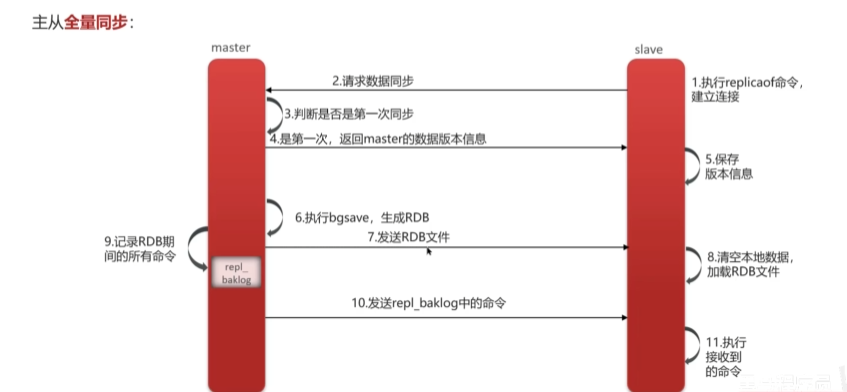 主从全量同步：
master
slave
2.请求数据同步
1.执行replicaof命令，
建立连接
3.判断是否是第一次同步
4.是第一次，返回master的数据版本信息
5.保存
版本信息
6.执行bgsave，生成RDB
7.发送RDB文件
9.记录RDB期
间的所有命令
repl_
baklog
8.清空本地数据，
加载RDB文件
10.发送repl_baklog中的命令
11.执行
接收到
的命令